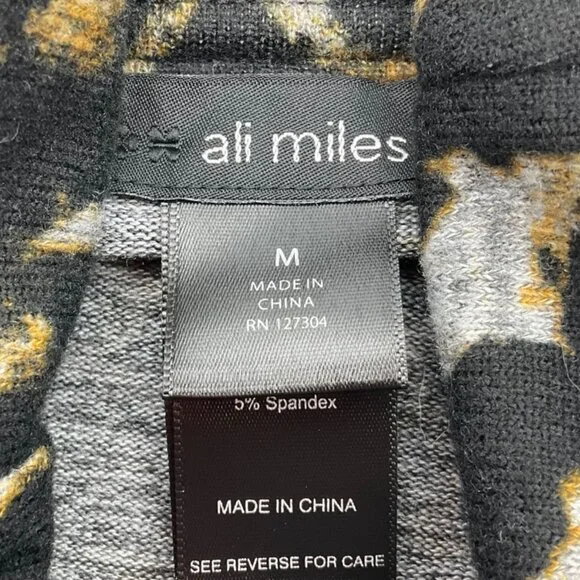 ali miles
M
MADE IN
CHINA
RN 127304
5% Spandex
MADE IN CHINA
SEE REVERSE FOR CARE